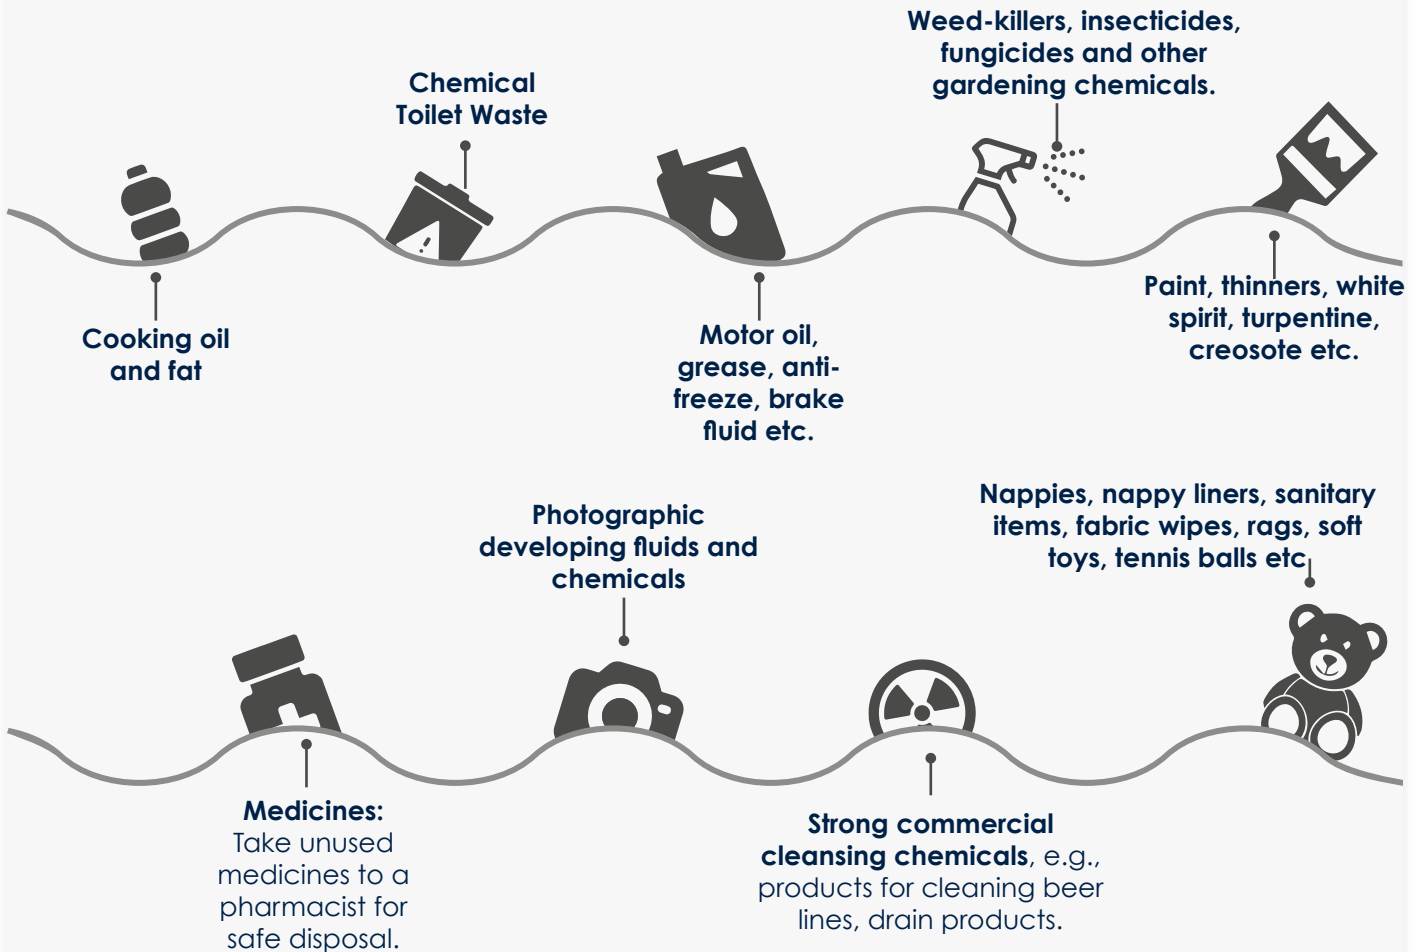 Weed-killers, insecticides,
fungicides and other
gardening chemicals.
Chemical
Toilet Waste
Cooking oil
and fat
Motor oil,
grease, anti-
freeze, brake
fluid etc.
Paint, thinners, white
spirit, turpentine,
creosote etc.
Photographic
developing fluids and
chemicals
Nappies, nappy liners, sanitary
items, fabric wipes, rags, soft
toys, tennis balls etc
Medicines:
Take unused
medicines to a
pharmacist for
safe disposal.
Strong commercial
cleansing chemicals, e.g.,
products for cleaning beer
lines, drain products.